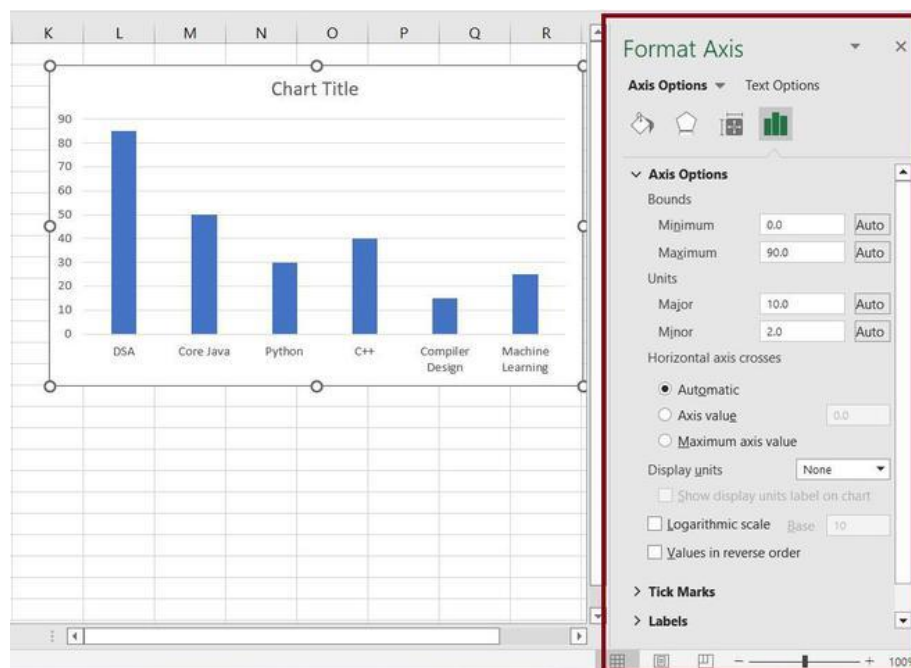 K L M N O P Q R
Chart Title
90
80
70
60
50
40
30
20
10
0
DSA Core Java Python C++ Compiler Design Machine Learning
Format Axis
Axis Options Text Options
Axis Options
Bounds
Minimum 0.0 Auto
Maximum 90.0 Auto
Units
Major 10.0 Auto
Minor 2.0 Auto
Horizontal axis crosses
Automatic
Axis value 0.0
Maximum axis value
Display units None
Show display units label on chart
Logarithmic scale Base 10
Values in reverse order
Tick Marks
Labels
100%